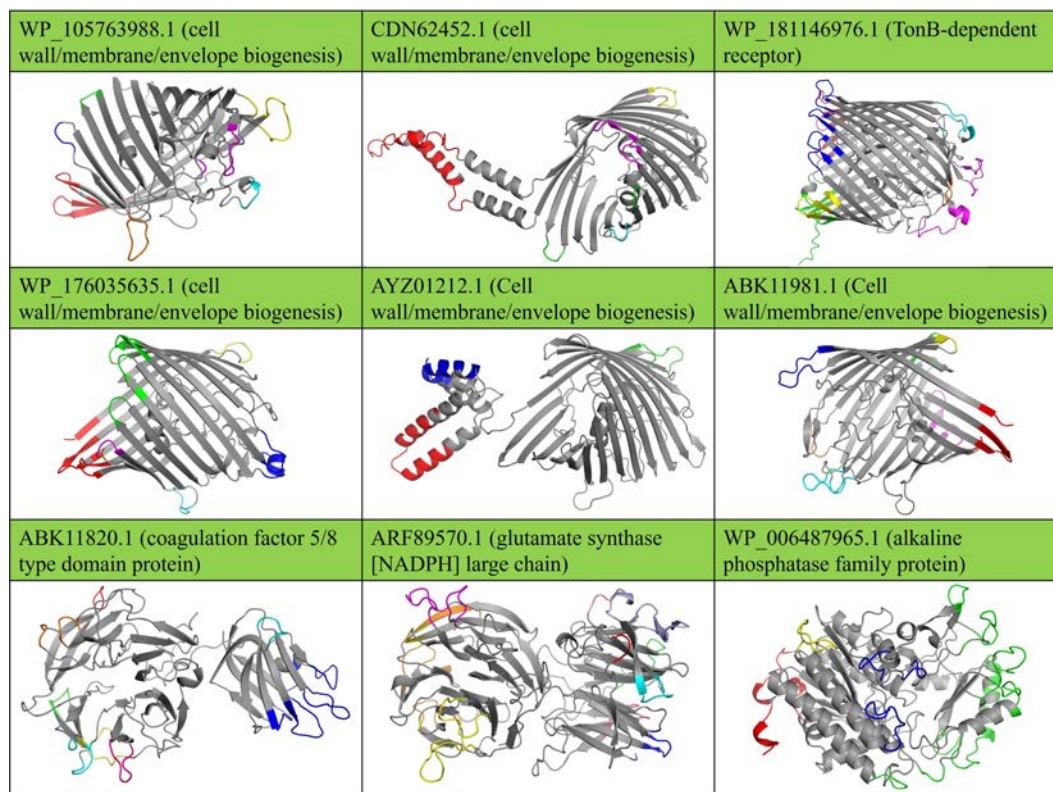 WP_105763988.1 (cell
wall/membrane/envelope biogenesis)
CDN62452.1 (cell
wall/membrane/envelope biogenesis)
WP_181146976.1 (TonB-dependent
receptor)
WP_176035635.1 (cell
wall/membrane/envelope biogenesis)
AYZ01212.1 (Cell
wall/membrane/envelope biogenesis)
ABK11981.1 (Cell
wall/membrane/envelope biogenesis)
ABK11820.1 (coagulation factor 5/8
type domain protein)
ARF89570.1 (glutamate synthase
[NADPH] large chain)
WP_006487965.1 (alkaline
phosphatase family protein)